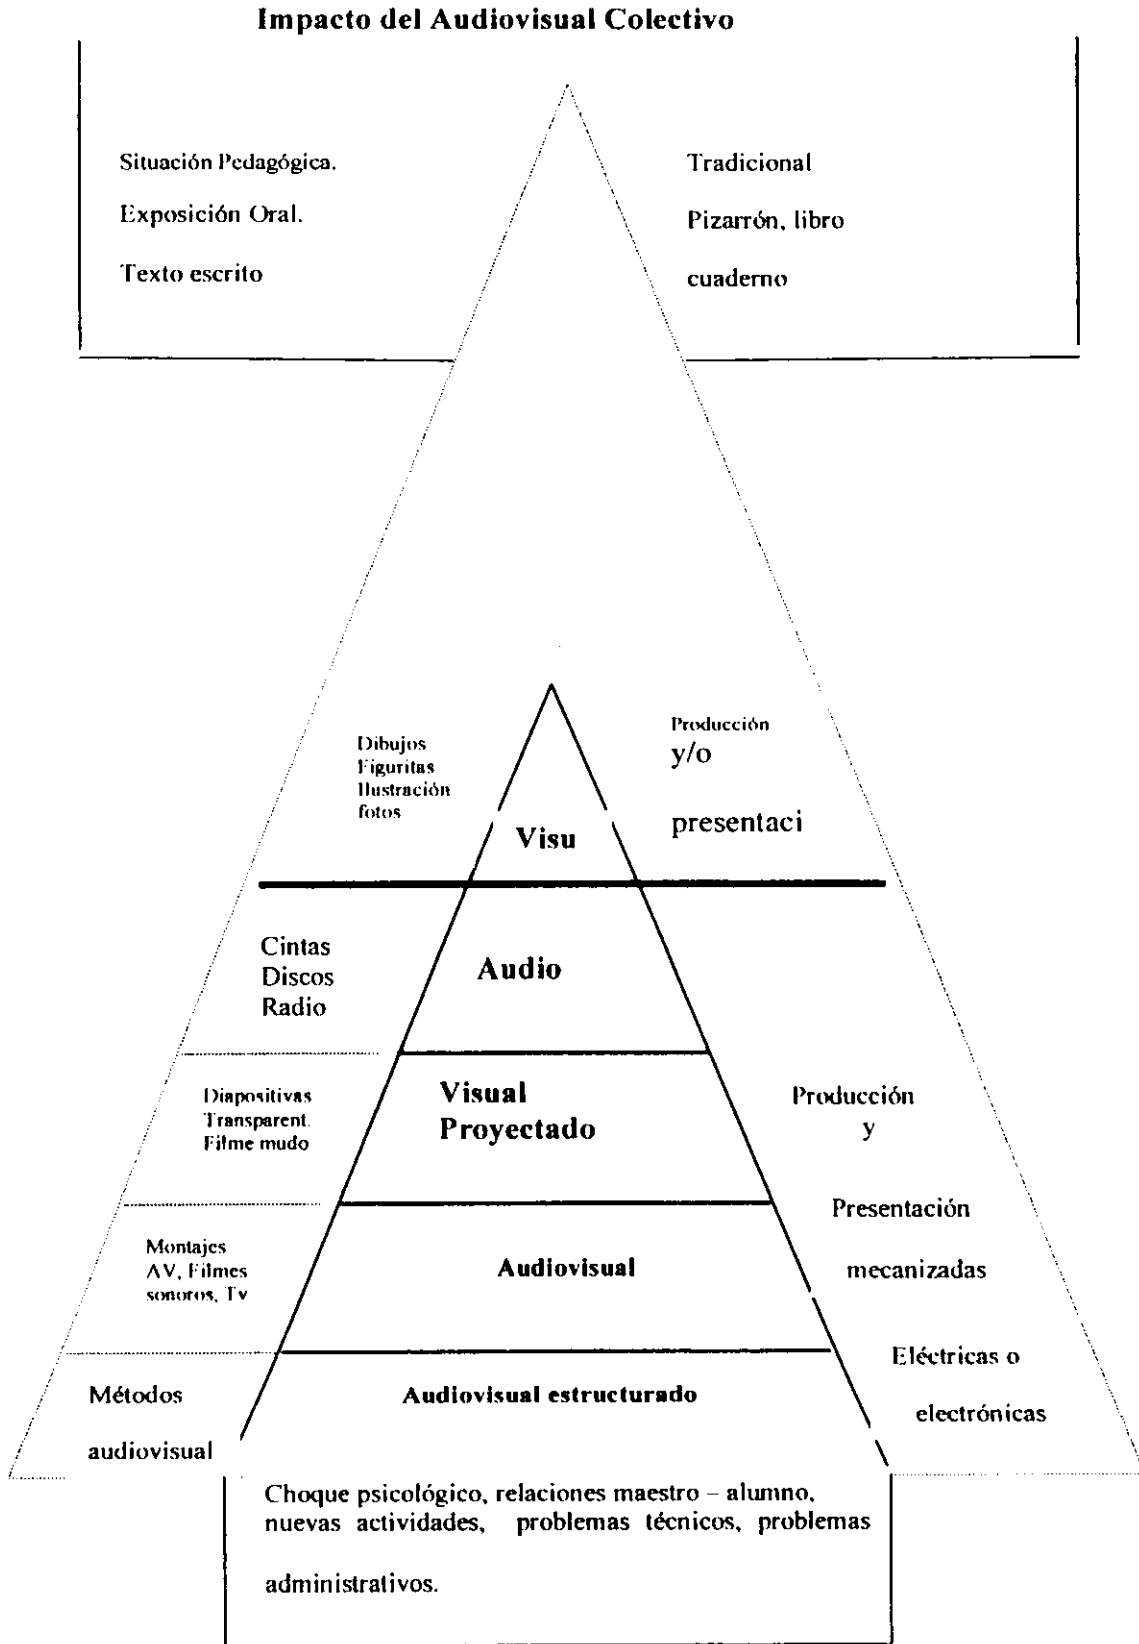 Impacto del Audiovisual Colectivo
Situación Pedagógica.
Exposición Oral.
Texto escrito
Tradicional
Pizarrón, libro
cuaderno
Dibujos
Figuritas
Ilustración
fotos
Visu
Producción
y/o
presentaci
Cintas
Discos
Radio
Audio
Diapositivas
Transparent.
Filme mudo
Visual
Proyectado
Producción
y
Presentación
mecanizadas
Eléctricas o
electrónicas
Montajes
AV, Filmes
sonoros, Tv
Audiovisual
Métodos
audiovisual
Audiovisual estructurado
Choque psicológico, relaciones maestro – alumno,
nuevas actividades, problemas técnicos, problemas
administrativos.